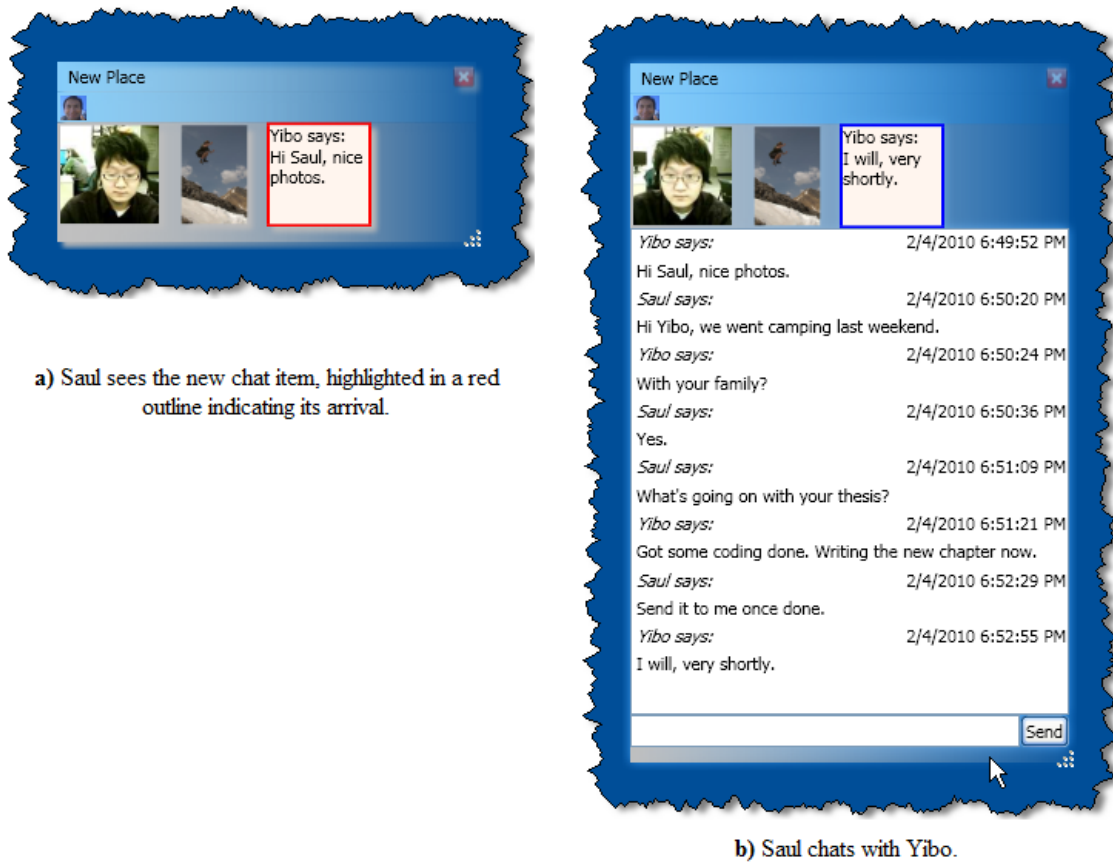 New Place
Yibo says:
Hi Saul, nice
photos.
a) Saul sees the new chat item, highlighted in a red
outline indicating its arrival.
New Place
Yibo says:
I will, very
shortly.
Yibo says: 2/4/2010 6:49:52 PM
Hi Saul, nice photos.
Saul says: 2/4/2010 6:50:20 PM
Hi Yibo, we went camping last weekend.
Yibo says: 2/4/2010 6:50:24 PM
With your family?
Saul says: 2/4/2010 6:50:36 PM
Yes.
Saul says: 2/4/2010 6:51:09 PM
What's going on with your thesis?
Yibo says: 2/4/2010 6:51:21 PM
Got some coding done. Writing the new chapter now.
Saul says: 2/4/2010 6:52:29 PM
Send it to me once done.
Yibo says: 2/4/2010 6:52:55 PM
I will, very shortly.
Send
b) Saul chats with Yibo.